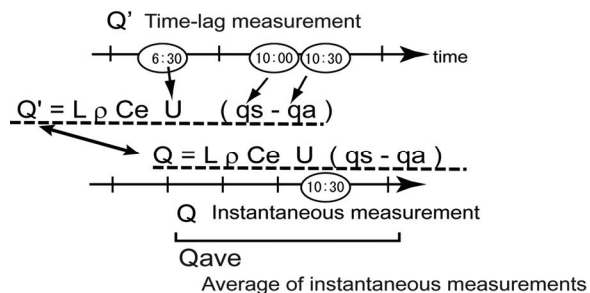 Q' Time-lag measurement
6:30 10:00 10:30 time
Q' = L ρ Ce U ( qs - qa )
Q = L ρ Ce U ( qs - qa )
10:30
Q Instantaneous measurement
Qave
Average of instantaneous measurements